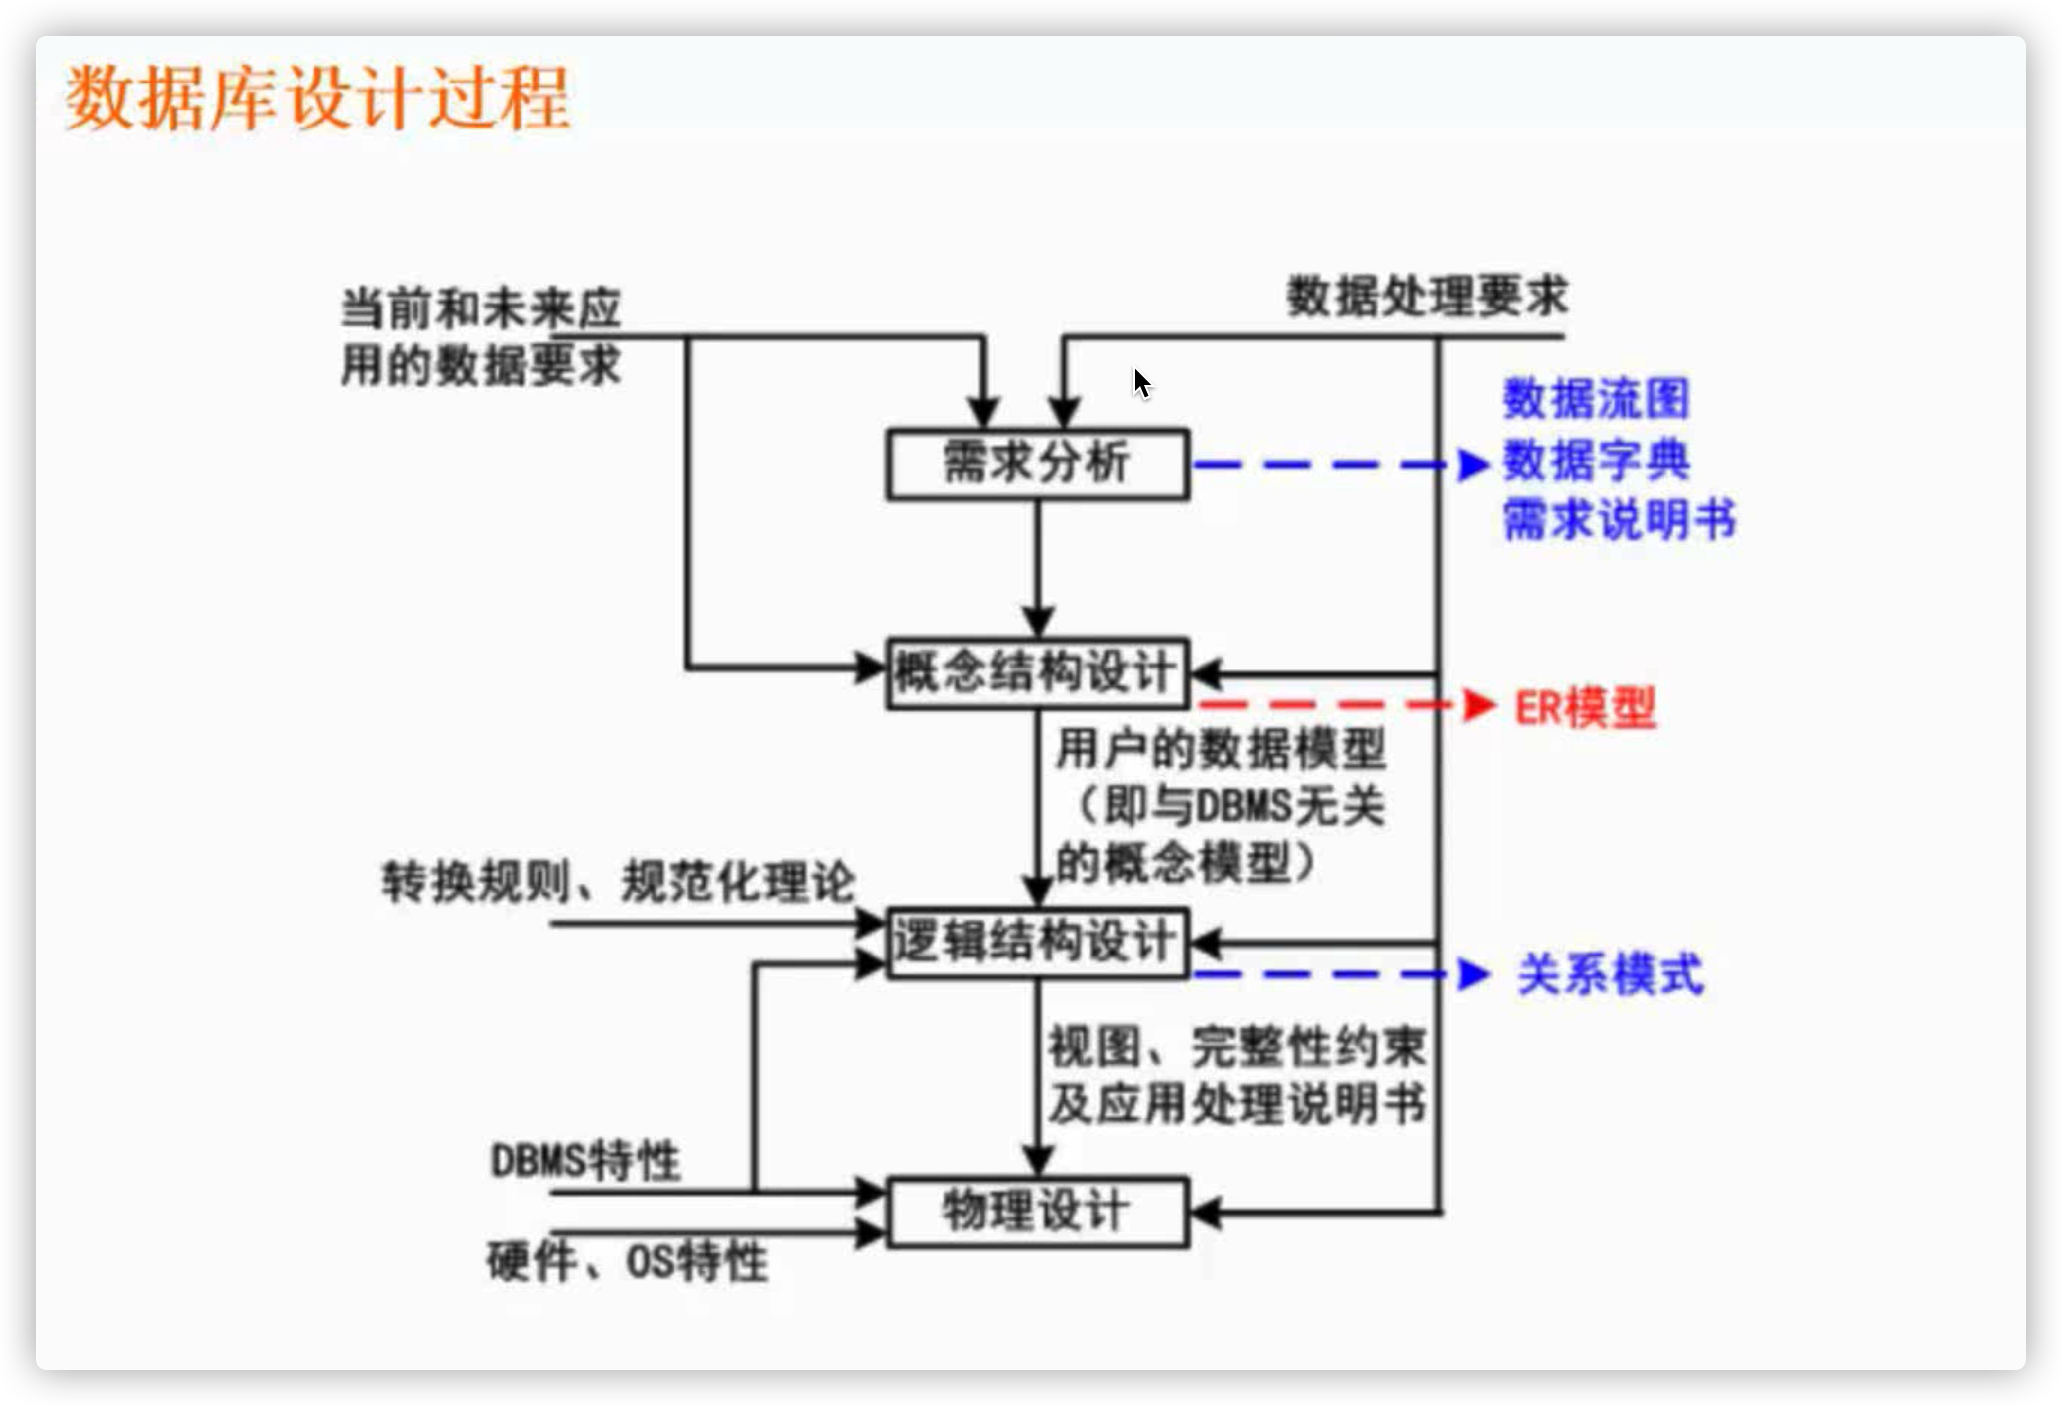 数据库设计过程
当前和未来应
用的数据要求
数据处理要求
需求分析
数据流图
数据字典
需求说明书
概念结构设计
ER模型
用户的数据模型
（即与DBMS无关
的概念模型）
转换规则、规范化理论
逻辑结构设计
关系模式
视图、完整性约束
及应用处理说明书
DBMS特性
物理设计
硬件、OS特性